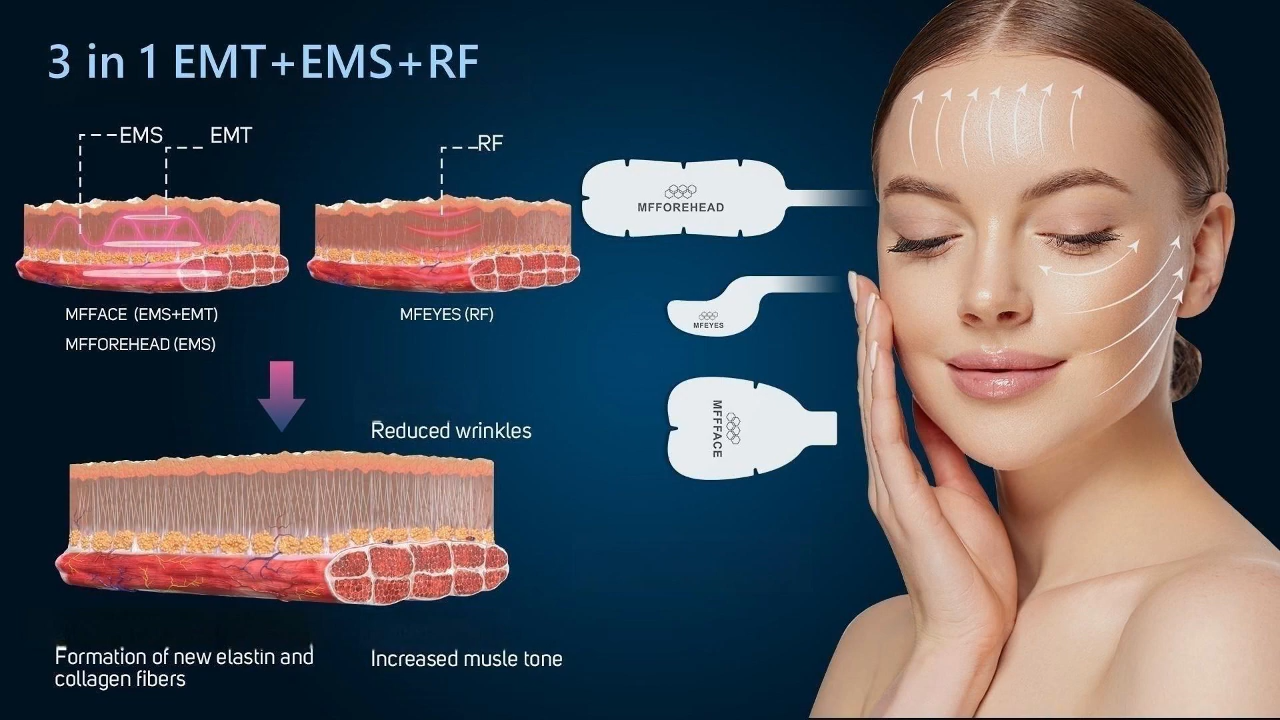 3 in 1 EMT+EMS+RF
EMS
EMT
RF
MFFACE (EMS+EMT)
MFFOREHEAD (EMS)
MFEYES (RF)
MFFOREHEAD
MFEYES
MFFFACE
Reduced wrinkles
Formation of new elastin and
collagen fibers
Increased musle tone